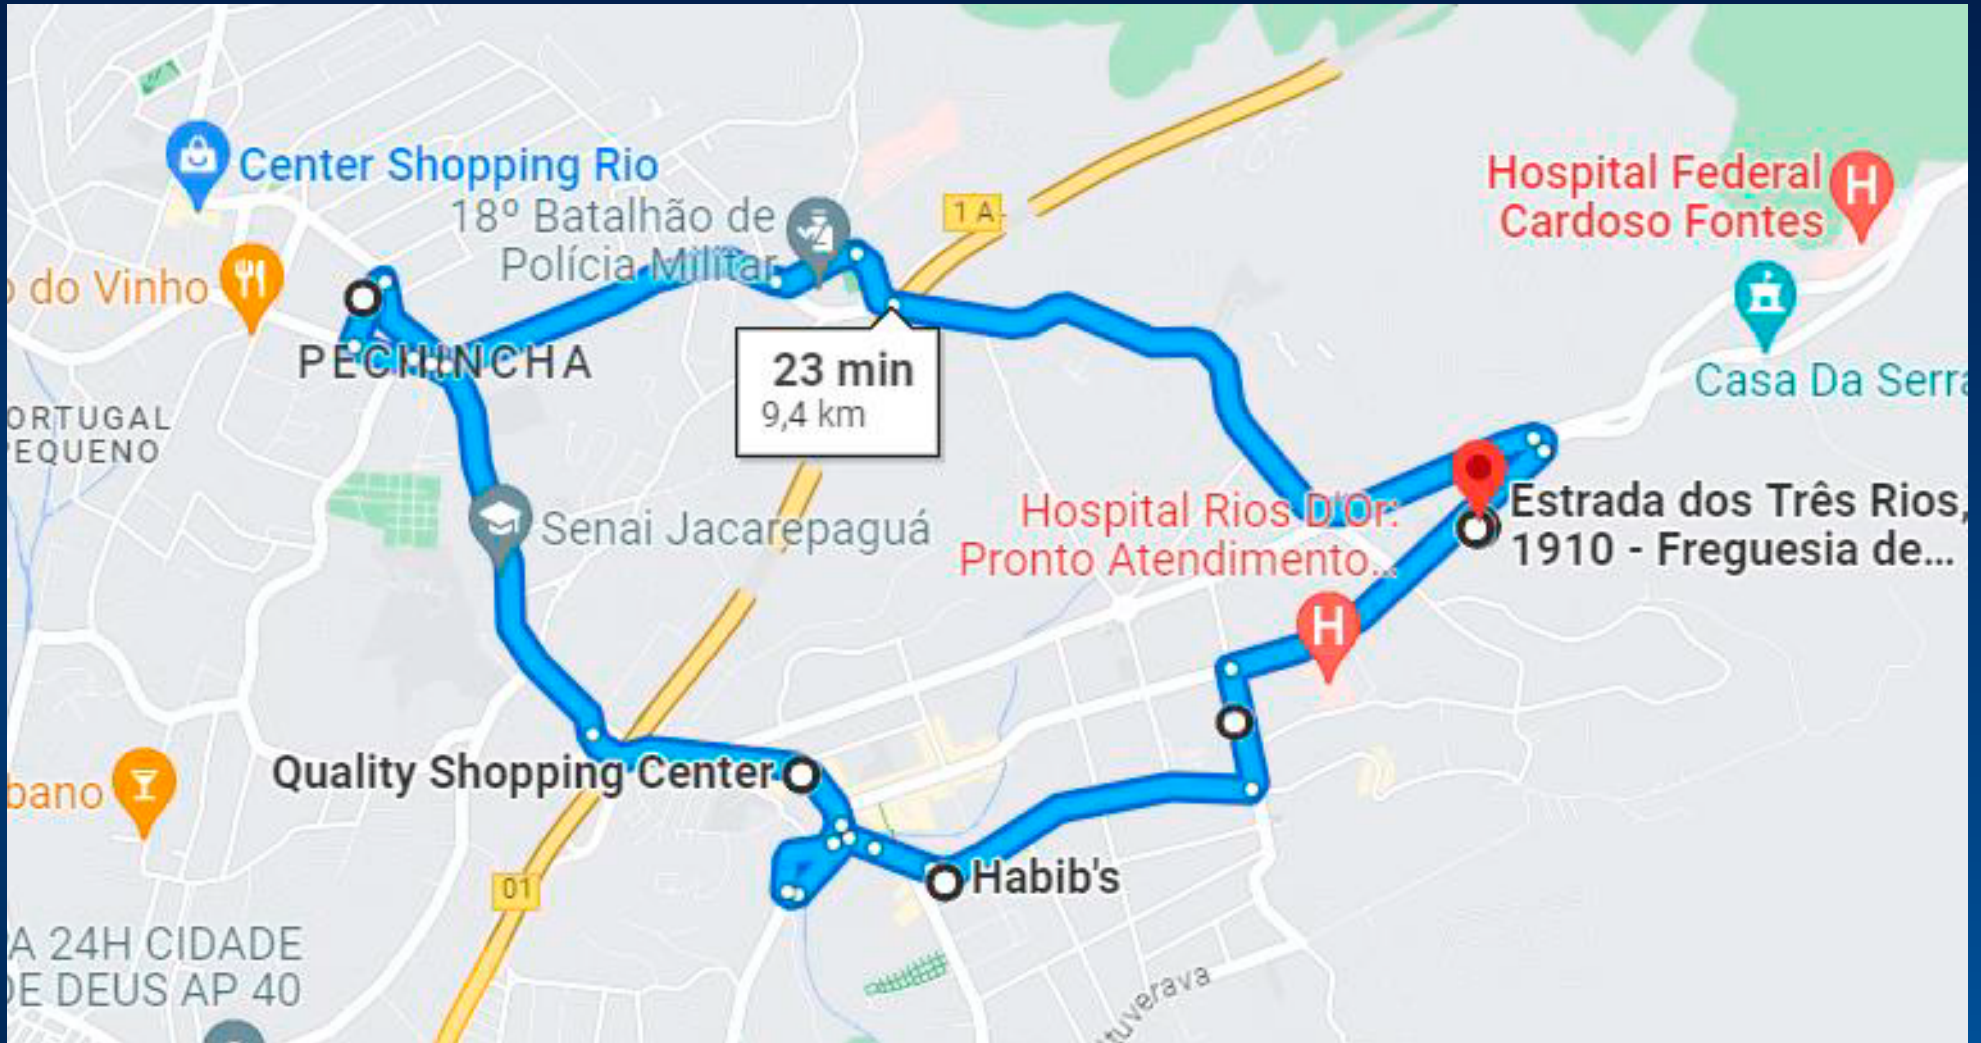 Center Shopping Rio
18º Batalhão de
Polícia Militar
1 A
Hospital Federal
Cardoso Fontes
o do Vinho
PECHINCHA
23 min
9,4 km
Casa Da Serra
ORTUGAL
PEQUENO
Hospital Rios D'Or:
Pronto Atendimento...
Estrada dos Três Rios,
1910 - Freguesia de...
Senai Jacarepaguá
Quality Shopping Center
bano
Habib's
01
A 24H CIDADE
DE DEUS AP 40
tuverava